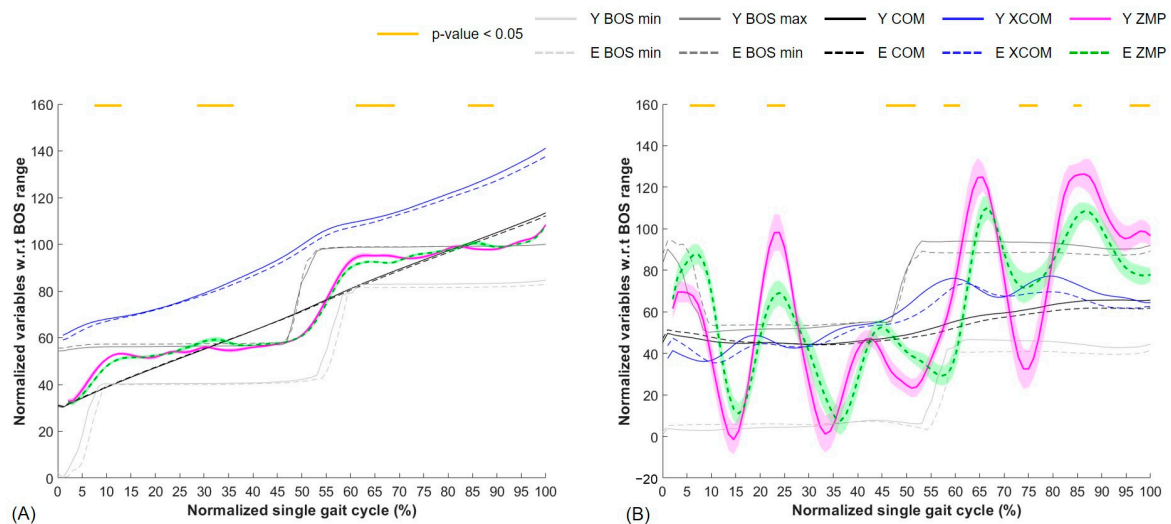 Y BOS min Y BOS max Y COM Y XCOM Y ZMP
p-value < 0.05
E BOS min E BOS min E COM E XCOM E ZMP
Normalized variables w.r.t BOS range
160
140
120
100
80
60
40
20
0
0 5 10 15 20 25 30 35 40 45 50 55 60 65 70 75 80 85 90 95 100
Normalized single gait cycle (%)
(A)
Normalized variables w.r.t BOS range
160
140
120
100
80
60
40
20
0
−20
0 5 10 15 20 25 30 35 40 45 50 55 60 65 70 75 80 85 90 95 100
Normalized single gait cycle (%)
(B)